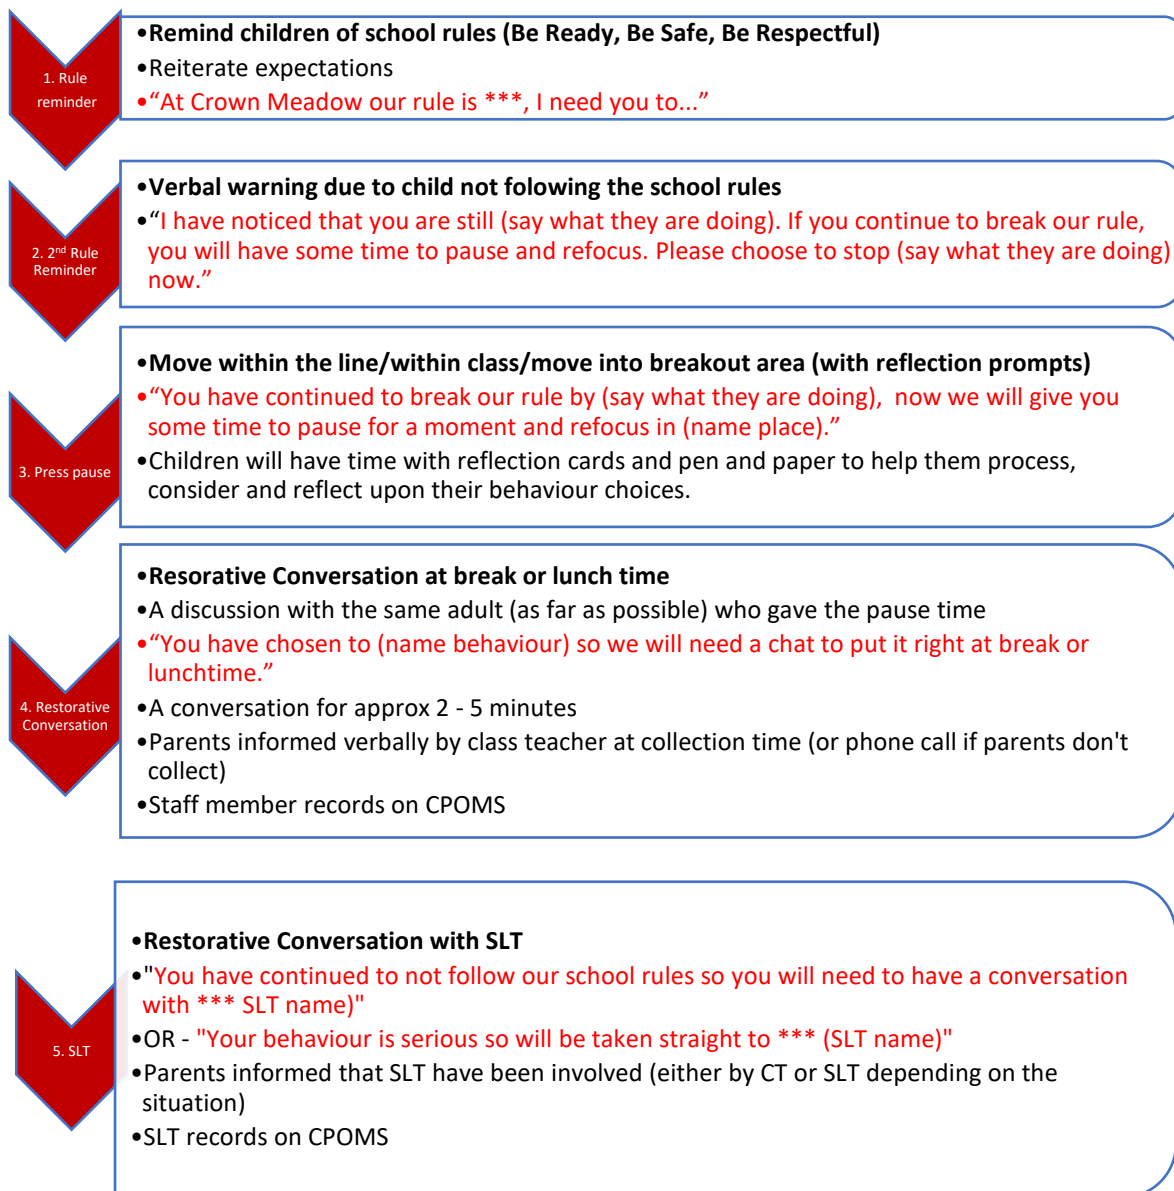 1. Rule
reminder
•Remind children of school rules (Be Ready, Be Safe, Be Respectful)
•Reiterate expectations
•“At Crown Meadow our rule is ***, I need you to...”
2. 2nd Rule
Reminder
•Verbal warning due to child not folowing the school rules
•“I have noticed that you are still (say what they are doing). If you continue to break our rule,
you will have some time to pause and refocus. Please choose to stop (say what they are doing)
now.”
3. Press pause
•Move within the line/within class/move into breakout area (with reflection prompts)
•“You have continued to break our rule by (say what they are doing),  now we will give you
some time to pause for a moment and refocus in (name place).”
•Children will have time with reflection cards and pen and paper to help them process,
consider and reflect upon their behaviour choices.
4. Restorative
Conversation
•Resorative Conversation at break or lunch time
•A discussion with the same adult (as far as possible) who gave the pause time
•“You have chosen to (name behaviour) so we will need a chat to put it right at break or
lunchtime.”
•A conversation for approx 2 - 5 minutes
•Parents informed verbally by class teacher at collection time (or phone call if parents don't
collect)
•Staff member records on CPOMS
5. SLT
•Restorative Conversation with SLT
•"You have continued to not follow our school rules so you will need to have a conversation
with *** SLT name)"
•OR - "Your behaviour is serious so will be taken straight to *** (SLT name)"
•Parents informed that SLT have been involved (either by CT or SLT depending on the
situation)
•SLT records on CPOMS